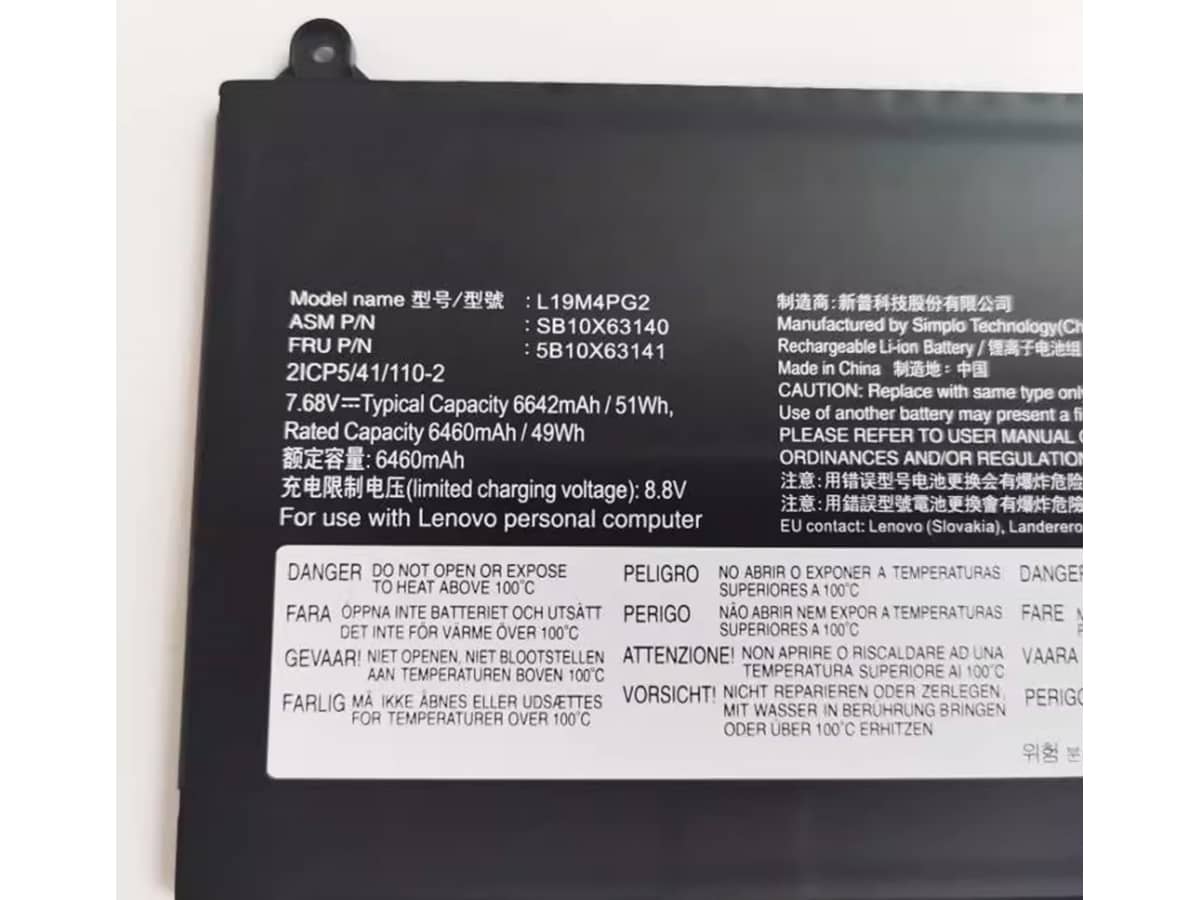 Model name 型号/型號 : L19M4PG2
ASM P/N : SB10X63140
FRU P/N : 5B10X63141
2ICP5/41/110-2
7.68V⎓Typical Capacity 6642mAh / 51Wh,
Rated Capacity 6460mAh / 49Wh
额定容量: 6460mAh
充电限制电压(limited charging voltage): 8.8V
For use with Lenovo personal computer
制造商: 新普科技股份有限公司
Manufactured by Simplo Technology(Ch
Rechargeable Li-ion Battery / 锂离子电池组
Made in China 制造地: 中国
CAUTION: Replace with same type only
Use of another battery may present a fi
PLEASE REFER TO USER MANUAL
ORDINANCES AND/OR REGULATION
注意: 用错误型号电池更换会有爆炸危险
注意: 用錯誤型號電池更換會有爆炸危險
EU contact: Lenovo (Slovakia), Landerero
DANGER DO NOT OPEN OR EXPOSE
TO HEAT ABOVE 100°C
FARA ÖPPNA INTE BATTERIET OCH UTSÄTT
DET INTE FÖR VÄRME ÖVER 100°C
GEVAAR! NIET OPENEN, NIET BLOOTSTELLEN
AAN TEMPERATUREN BOVEN 100°C
FARLIG MÅ IKKE ÅBNES ELLER UDSÆTTES
FOR TEMPERATURER OVER 100°C
PELIGRO NO ABRIR O EXPONER A TEMPERATURAS
SUPERIORES A 100°C
PERIGO NÃO ABRIR NEM EXPOR A TEMPERATURAS
SUPERIORES A 100°C
ATTENZIONE! NON APRIRE O RISCALDARE AD UNA
TEMPERATURA SUPERIORE AI 100°C
VORSICHT! NICHT REPARIEREN ODER ZERLEGEN,
MIT WASSER IN BERÜHRUNG BRINGEN
ODER ÜBER 100°C ERHITZEN
DANGER
FARE
VAARA
PERIGO
위험 분